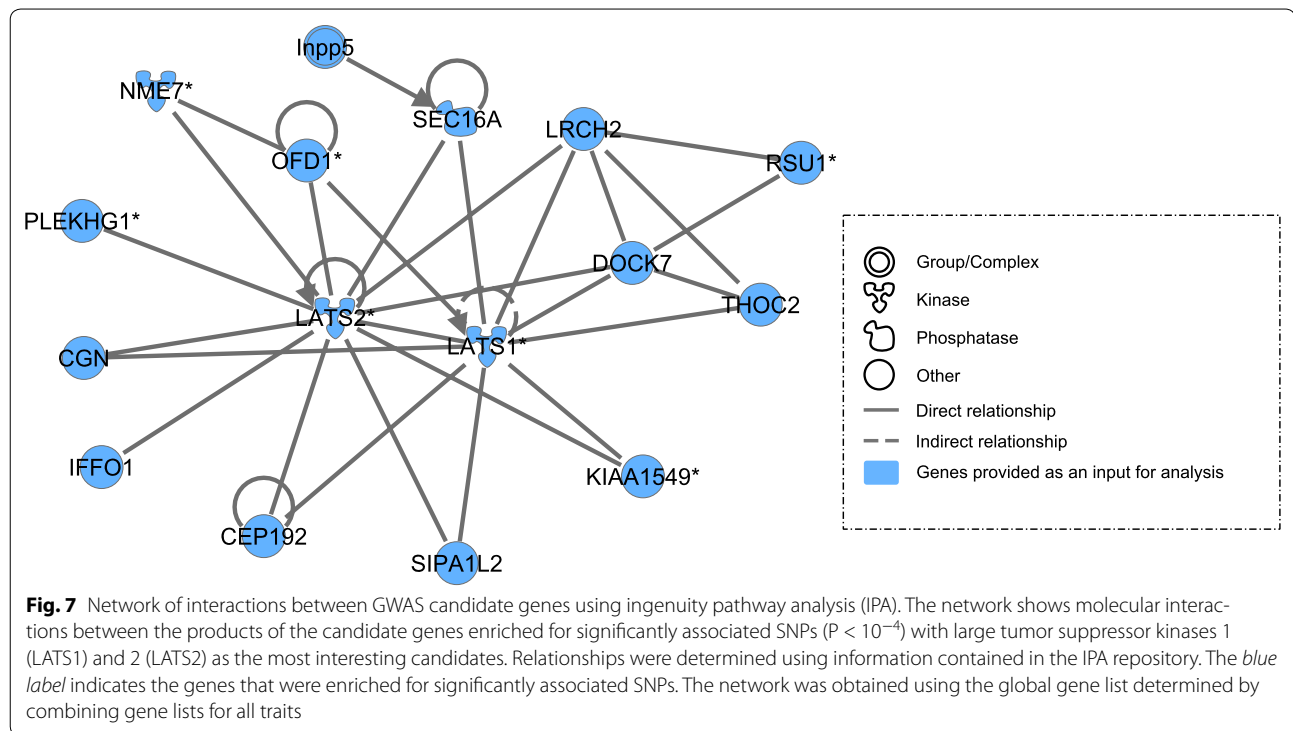 Inpp5
NME7*
SEC16A
LRCH2
OFD1*
RSU1*
PLEKHG1*
DOCK7
THOC2
LATS2*
LATS1*
CGN
IFFO1
KIAA1549*
CEP192
SIPA1L2
Group/Complex
Kinase
Phosphatase
Other
Direct relationship
Indirect relationship
Genes provided as an input for analysis
Fig. 7 Network of interactions between GWAS candidate genes using ingenuity pathway analysis (IPA). The network shows molecular interac-
tions between the products of the candidate genes enriched for significantly associated SNPs (P < 10⁻⁴) with large tumor suppressor kinases 1
(LATS1) and 2 (LATS2) as the most interesting candidates. Relationships were determined using information contained in the IPA repository. The blue
label indicates the genes that were enriched for significantly associated SNPs. The network was obtained using the global gene list determined by
combining gene lists for all traits